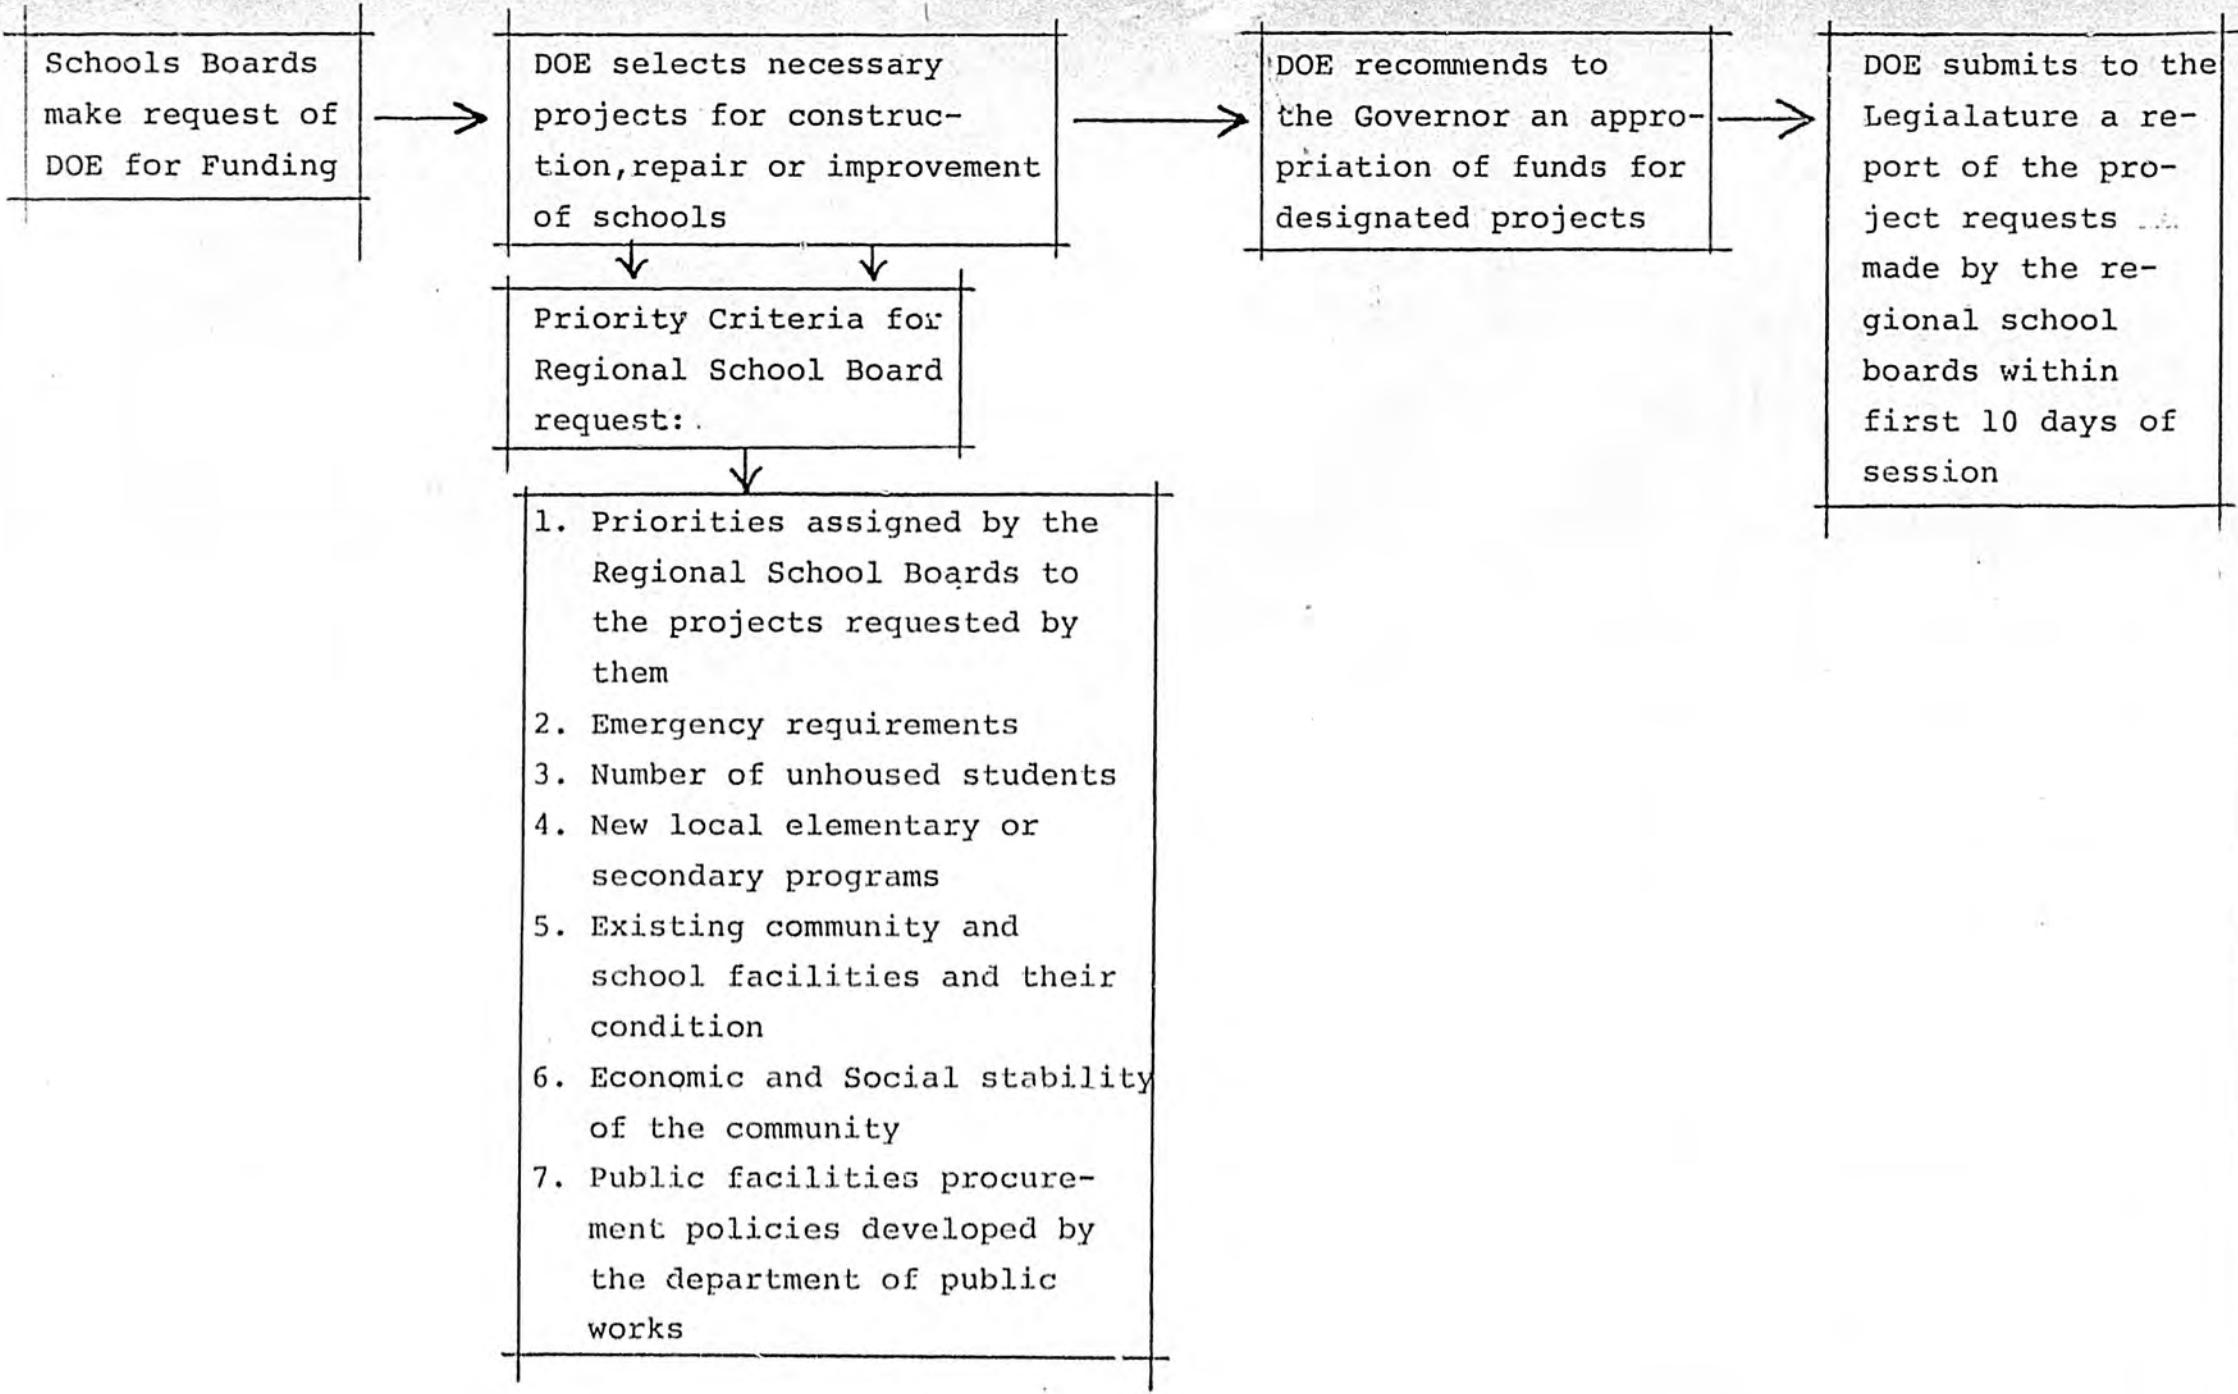 Schools Boards
make request of
DOE for Funding
DOE selects necessary
projects for construc-
tion,repair or improvement
of schools
Priority Criteria for
Regional School Board
request:
1. Priorities assigned by the
Regional School Boards to
the projects requested by
them
2. Emergency requirements
3. Number of unhoused students
4. New local elementary or
secondary programs
5. Existing community and
school facilities and their
condition
6. Economic and Social stability
of the community
7. Public facilities procure-
ment policies developed by
the department of public
works
DOE recommends to
the Governor an appro-
priation of funds for
designated projects
DOE submits to the
Legialature a re-
port of the pro-
ject requests
made by the re-
gional school
boards within
first 10 days of
session